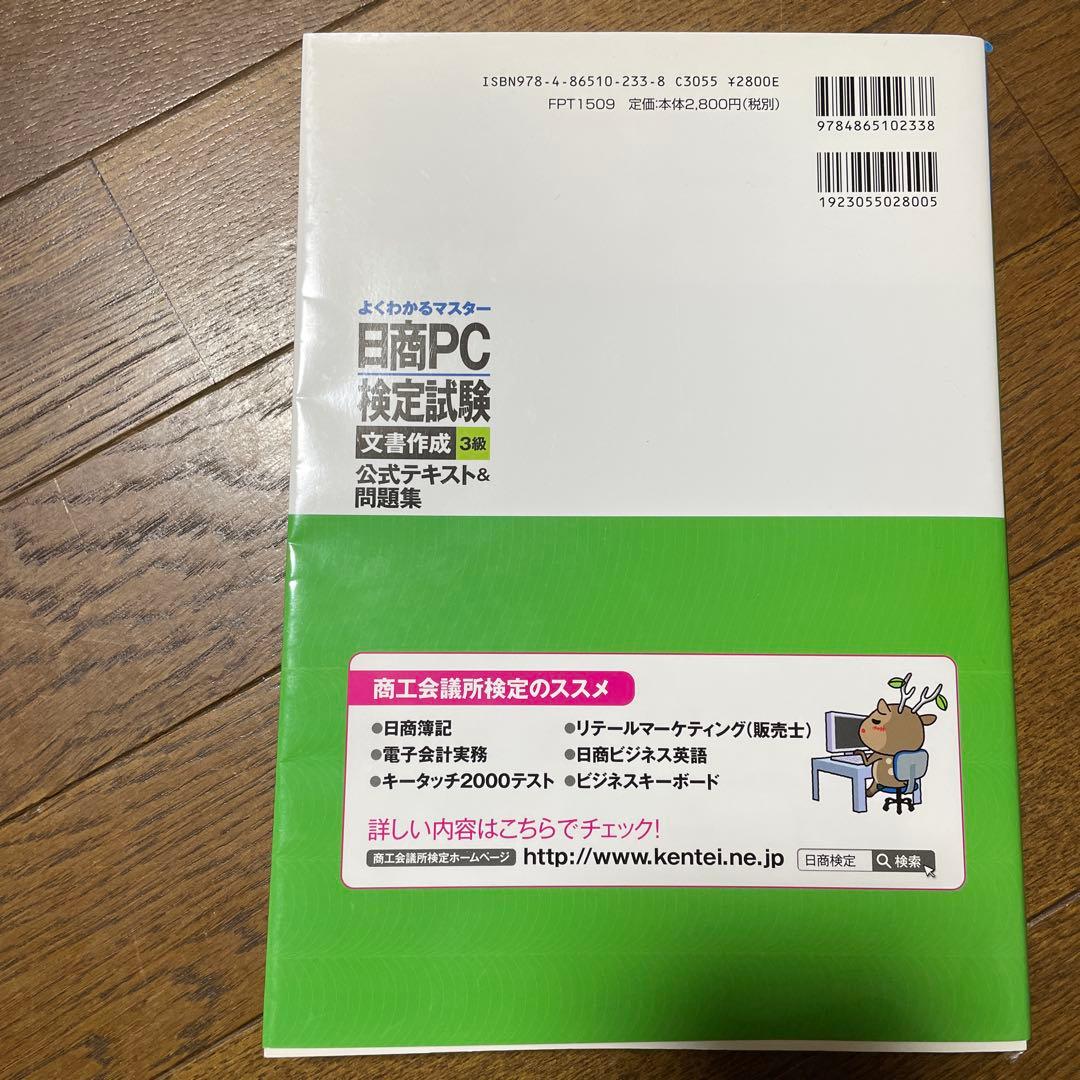 ISBN978-4-86510-233-8 C3055 ¥2800E
FPT1509 定価:本体2,800円(税別)
9784865102338
1923055028005
よくわかるマスター
日商PC
検定試験
文書作成 3級
公式テキスト&
問題集
商工会議所検定のススメ
●日商簿記 ●リテールマーケティング(販売士)
●電子会計実務 ●日商ビジネス英語
●キータッチ2000テスト ●ビジネスキーボード
詳しい内容はこちらでチェック!
商工会議所検定ホームページ http://www.kentei.ne.jp 日商検定 検索